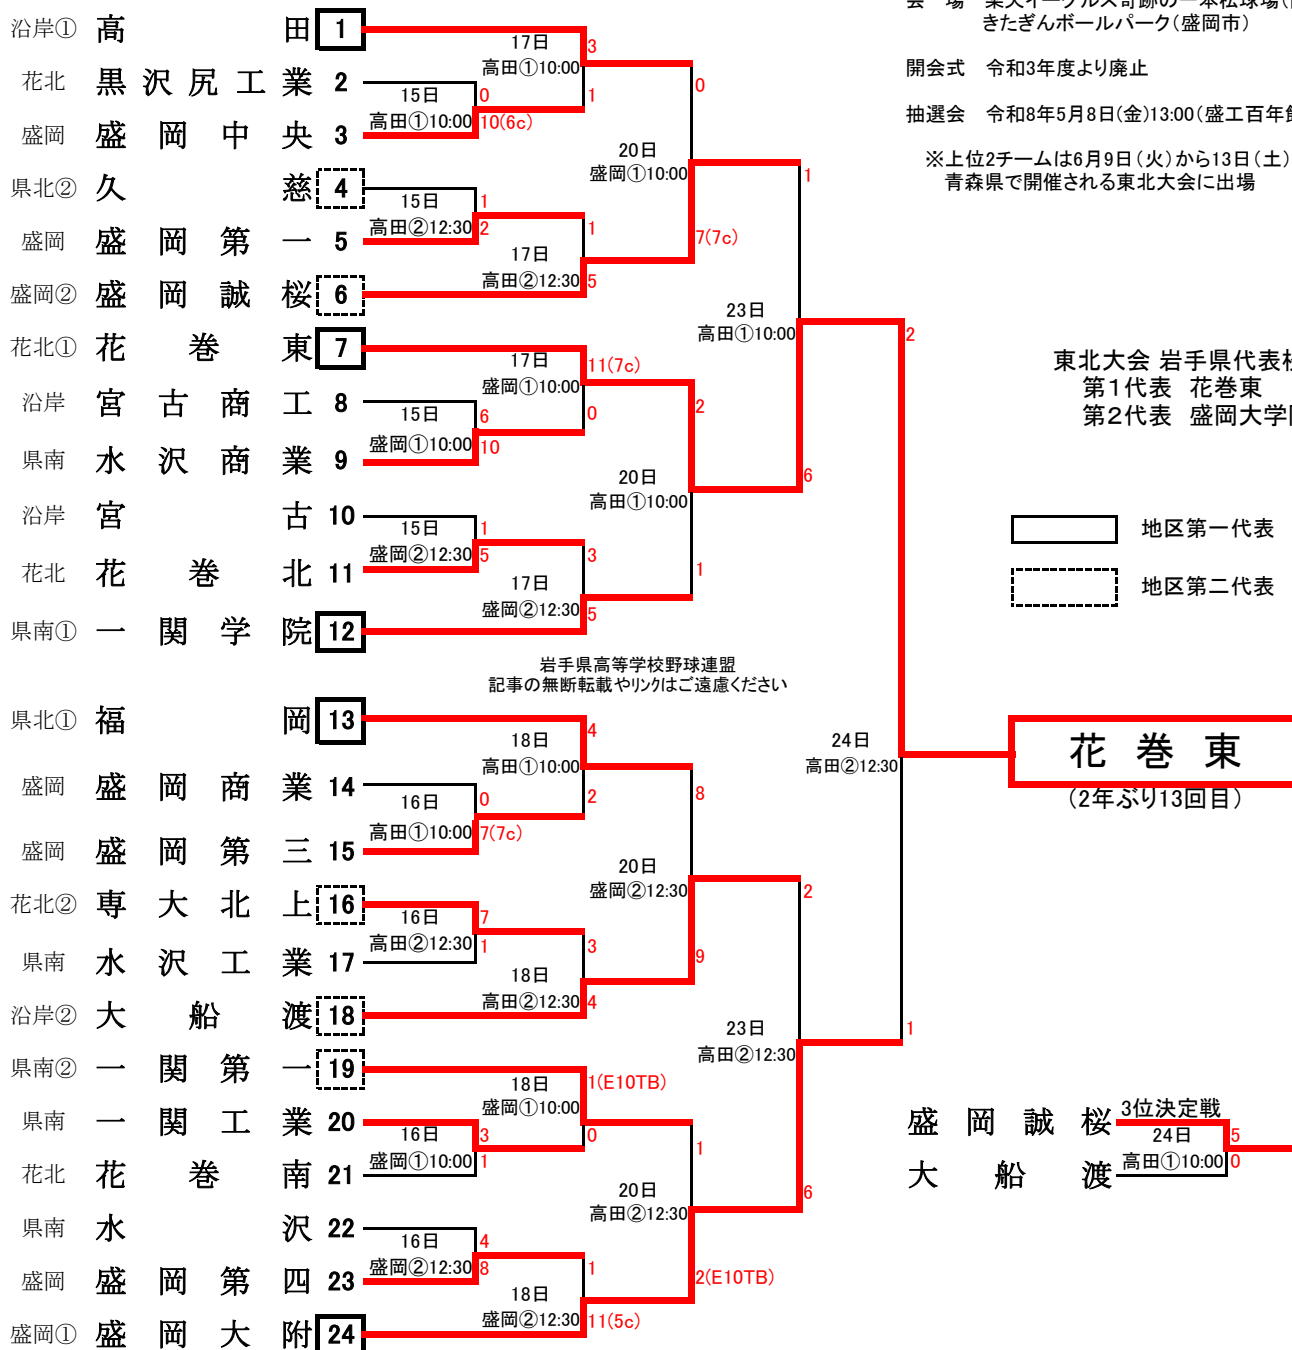 沿岸① 高田 1
花北 黒沢尻工業 2
盛岡 盛岡中央 3
県北② 久慈 4
盛岡 盛岡第一 5
盛岡② 盛岡誠桜 6
花北① 花巻東 7
沿岸 宮古商工 8
県南 水沢商業 9
沿岸 宮古 10
花北 花巻北 11
県南① 一関学院 12
県北① 福岡 13
盛岡 盛岡商業 14
盛岡 盛岡第三 15
花北② 専大北上 16
県南 水沢工業 17
沿岸② 大船渡 18
県南② 一関第一 19
県南 一関工業 20
花北 花巻南 21
県南 水沢 22
盛岡 盛岡第四 23
盛岡① 盛岡大附 24
15日
高田①10:00
0
10(6c)
15日
高田②12:30
1
2
15日
盛岡①10:00
6
10
15日
盛岡②12:30
1
5
16日
高田①10:00
0
7(7c)
16日
高田②12:30
7
1
16日
盛岡①10:00
3
1
16日
盛岡②12:30
4
8
17日
高田①10:00
3
1
17日
高田②12:30
1
5
17日
盛岡①10:00
11(7c)
0
17日
盛岡②12:30
3
5
18日
高田①10:00
4
2
18日
高田②12:30
3
4
18日
盛岡①10:00
1(E10TB)
0
18日
盛岡②12:30
1
11(5c)
20日
盛岡①10:00
0
7(7c)
20日
高田①10:00
2
1
20日
盛岡②12:30
8
9
20日
高田②12:30
1
2(E10TB)
23日
高田①10:00
1
6
23日
高田②12:30
2
6
24日
高田②12:30
2
1
岩手県高等学校野球連盟
記事の無断転載やリンクはご遠慮ください
きたぎんボールパーク(盛岡市)
開会式 令和3年度より廃止
抽選会 令和8年5月8日(金)13:00(盛工百年
※上位2チームは6月9日(火)から13日(土)
青森県で開催される東北大会に出場
東北大会 岩手県代表校
第1代表 花巻東
第2代表 盛岡大学
地区第一代表
地区第二代表
花巻東
(2年ぶり13回目)
3位決定戦
盛岡誠桜
大船渡
24日
高田①10:00
5
0